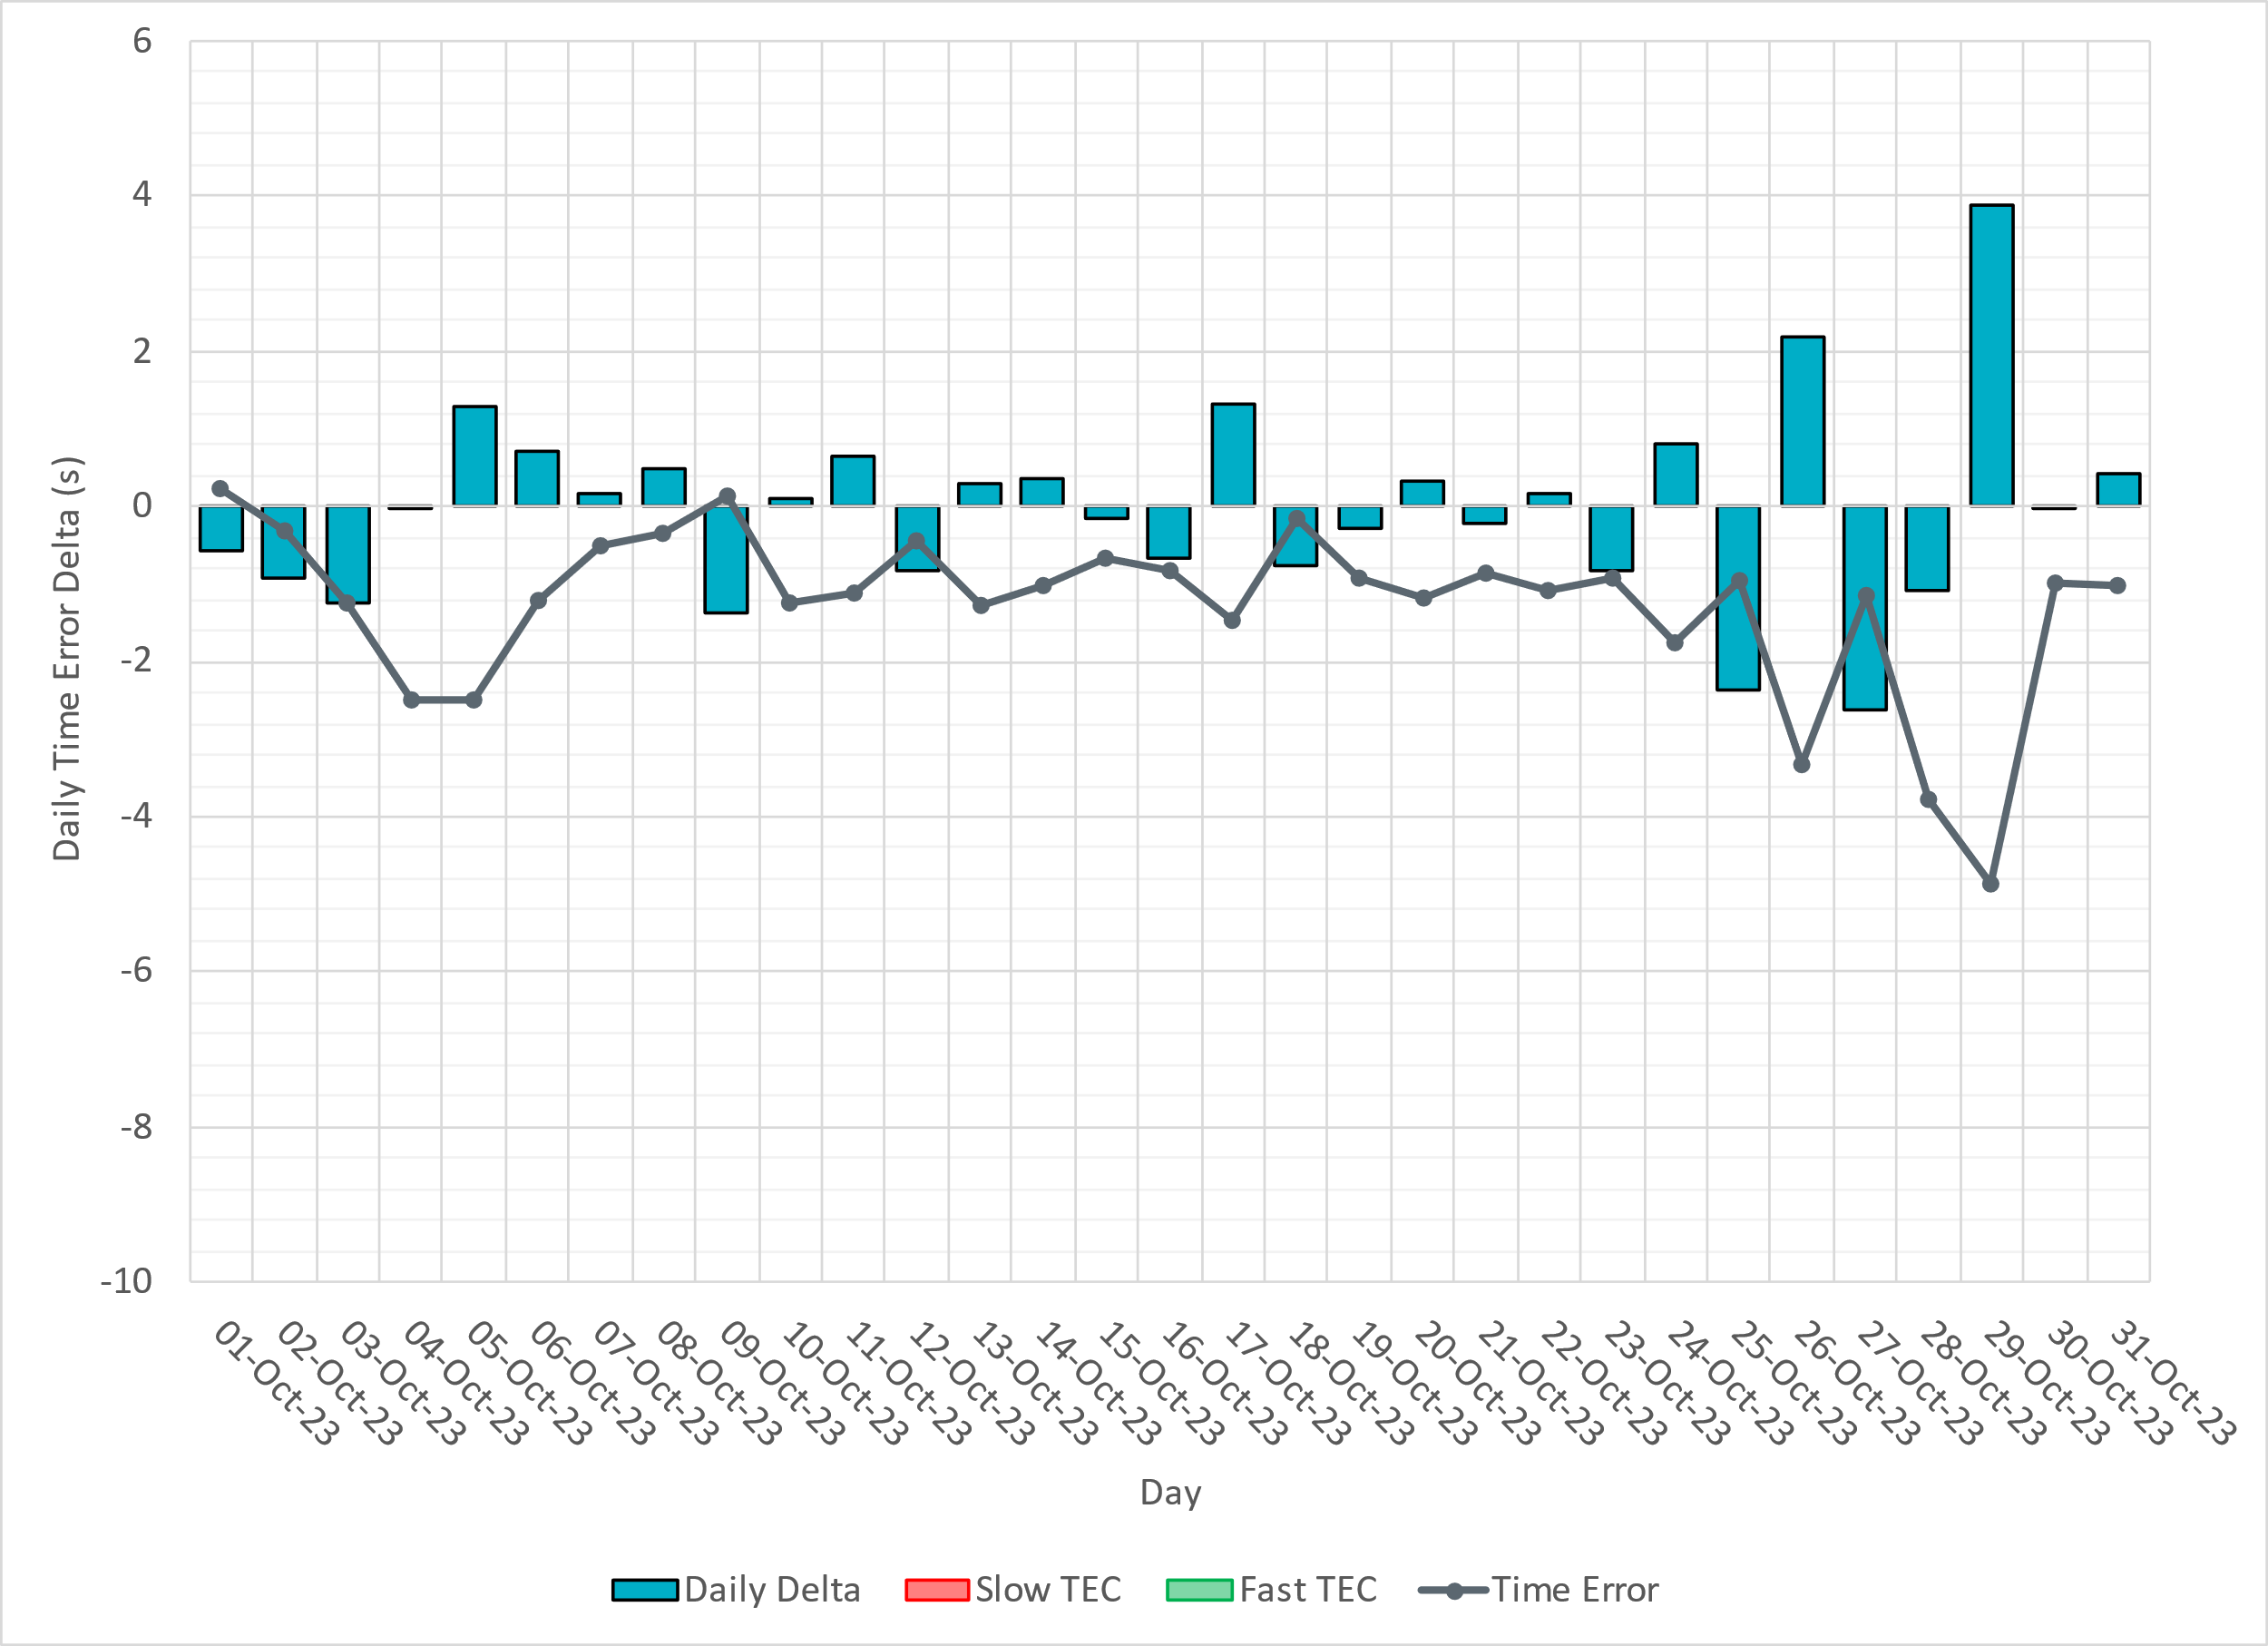 6
4
2
0
-2
-4
-6
-8
-10
Daily Time Error Delta (s)
01-Oct-23
02-Oct-23
03-Oct-23
04-Oct-23
05-Oct-23
06-Oct-23
07-Oct-23
08-Oct-23
09-Oct-23
10-Oct-23
11-Oct-23
12-Oct-23
13-Oct-23
14-Oct-23
15-Oct-23
16-Oct-23
17-Oct-23
18-Oct-23
19-Oct-23
20-Oct-23
21-Oct-23
22-Oct-23
23-Oct-23
24-Oct-23
25-Oct-23
26-Oct-23
27-Oct-23
28-Oct-23
29-Oct-23
30-Oct-23
31-Oct-23
Day
Daily Delta Slow TEC Fast TEC Time Error